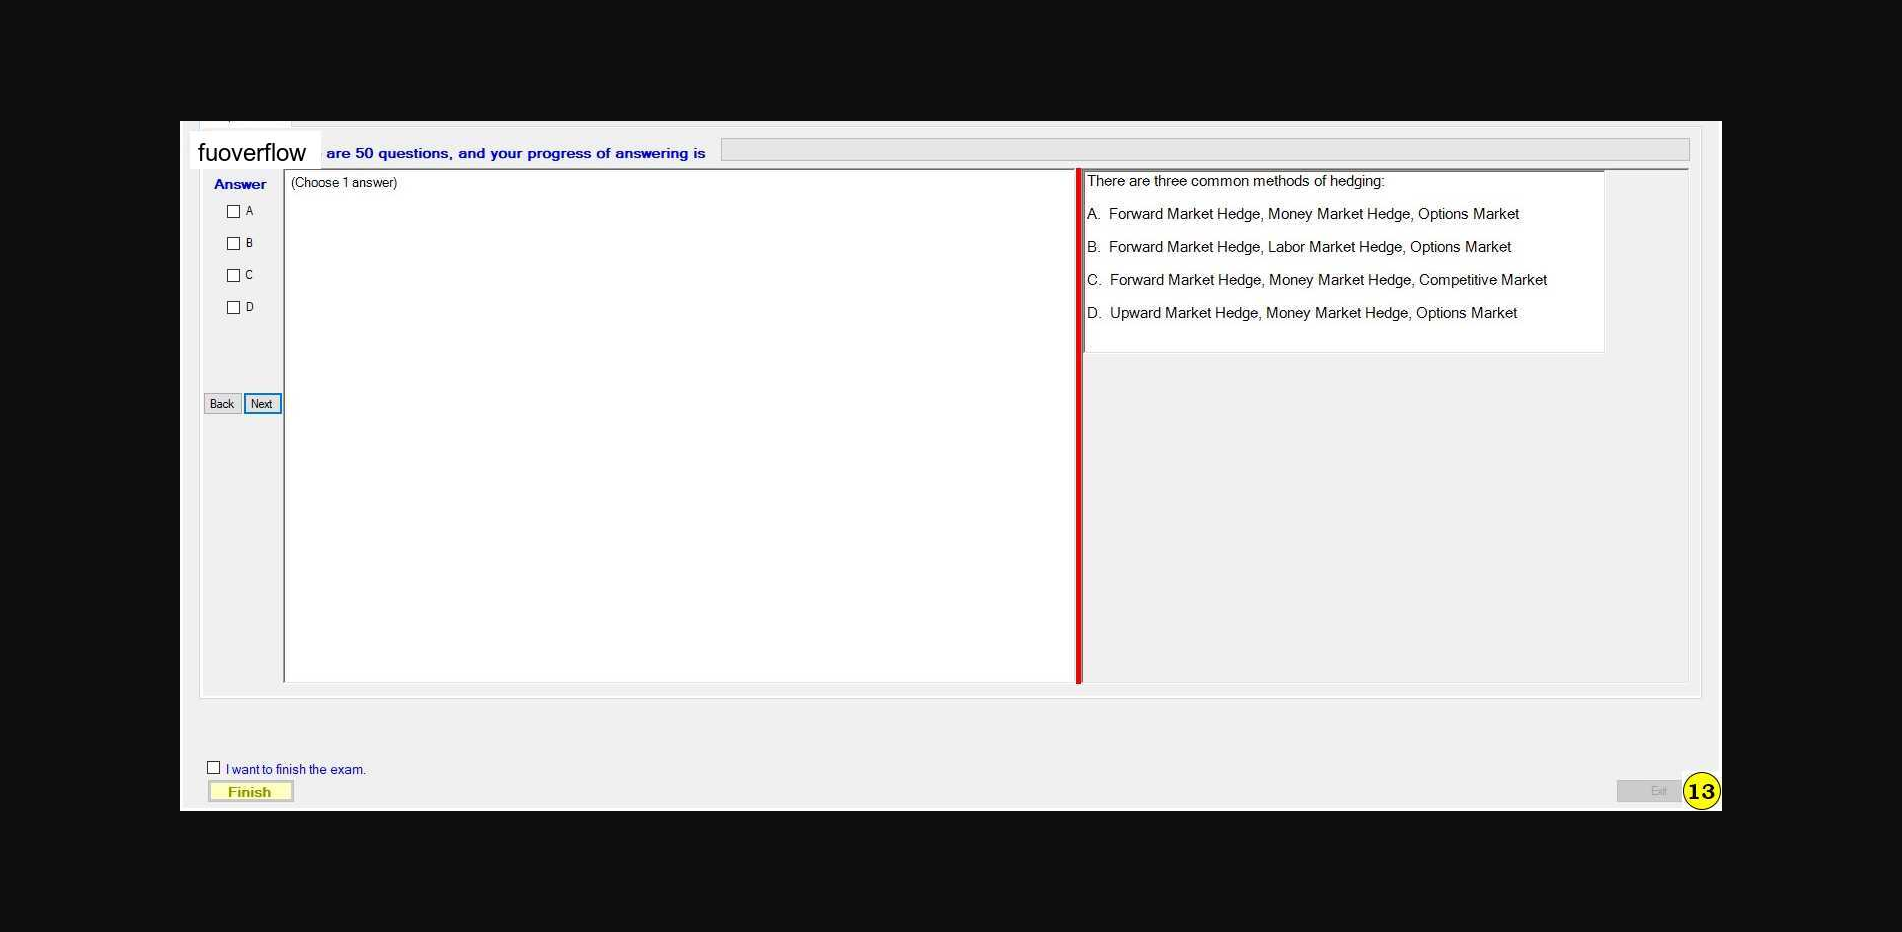 fuoverflow are 50 questions, and your progress of answering is
Answer
A
B
C
D
Back Next
(Choose 1 answer)
There are three common methods of hedging:
A. Forward Market Hedge, Money Market Hedge, Options Market
B. Forward Market Hedge, Labor Market Hedge, Options Market
C. Forward Market Hedge, Money Market Hedge, Competitive Market
D. Upward Market Hedge, Money Market Hedge, Options Market
I want to finish the exam.
Finish
Exit
13